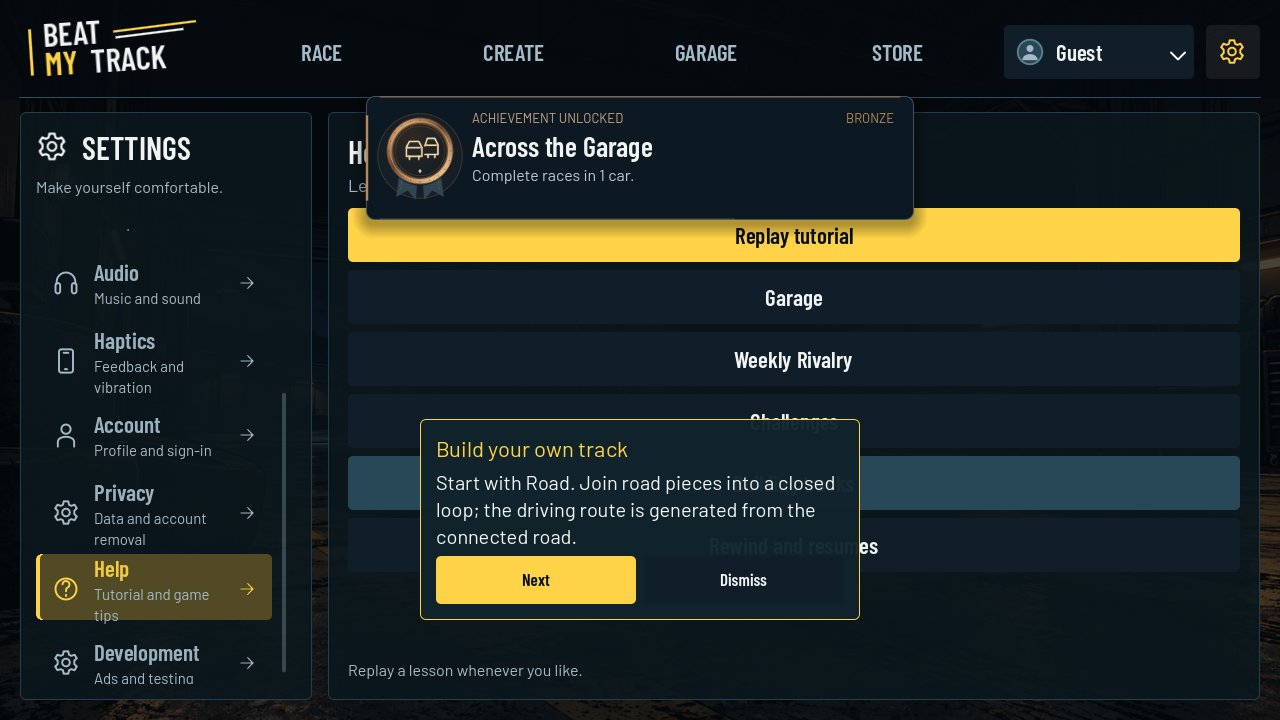 BEAT
MY TRACK
RACE
CREATE
GARAGE
STORE
Guest
SETTINGS
Make yourself comfortable.
Audio
Music and sound
Haptics
Feedback and
vibration
Account
Profile and sign-in
Privacy
Data and account
removal
Help
Tutorial and game
tips
Development
Ads and testing
ACHIEVEMENT UNLOCKED
BRONZE
Across the Garage
Complete races in 1 car.
Replay tutorial
Garage
Weekly Rivalry
Challenges
Build your own track
Start with Road. Join road pieces into a closed
loop; the driving route is generated from the
connected road.
Rewind and resumes
Next
Dismiss
Replay a lesson whenever you like.